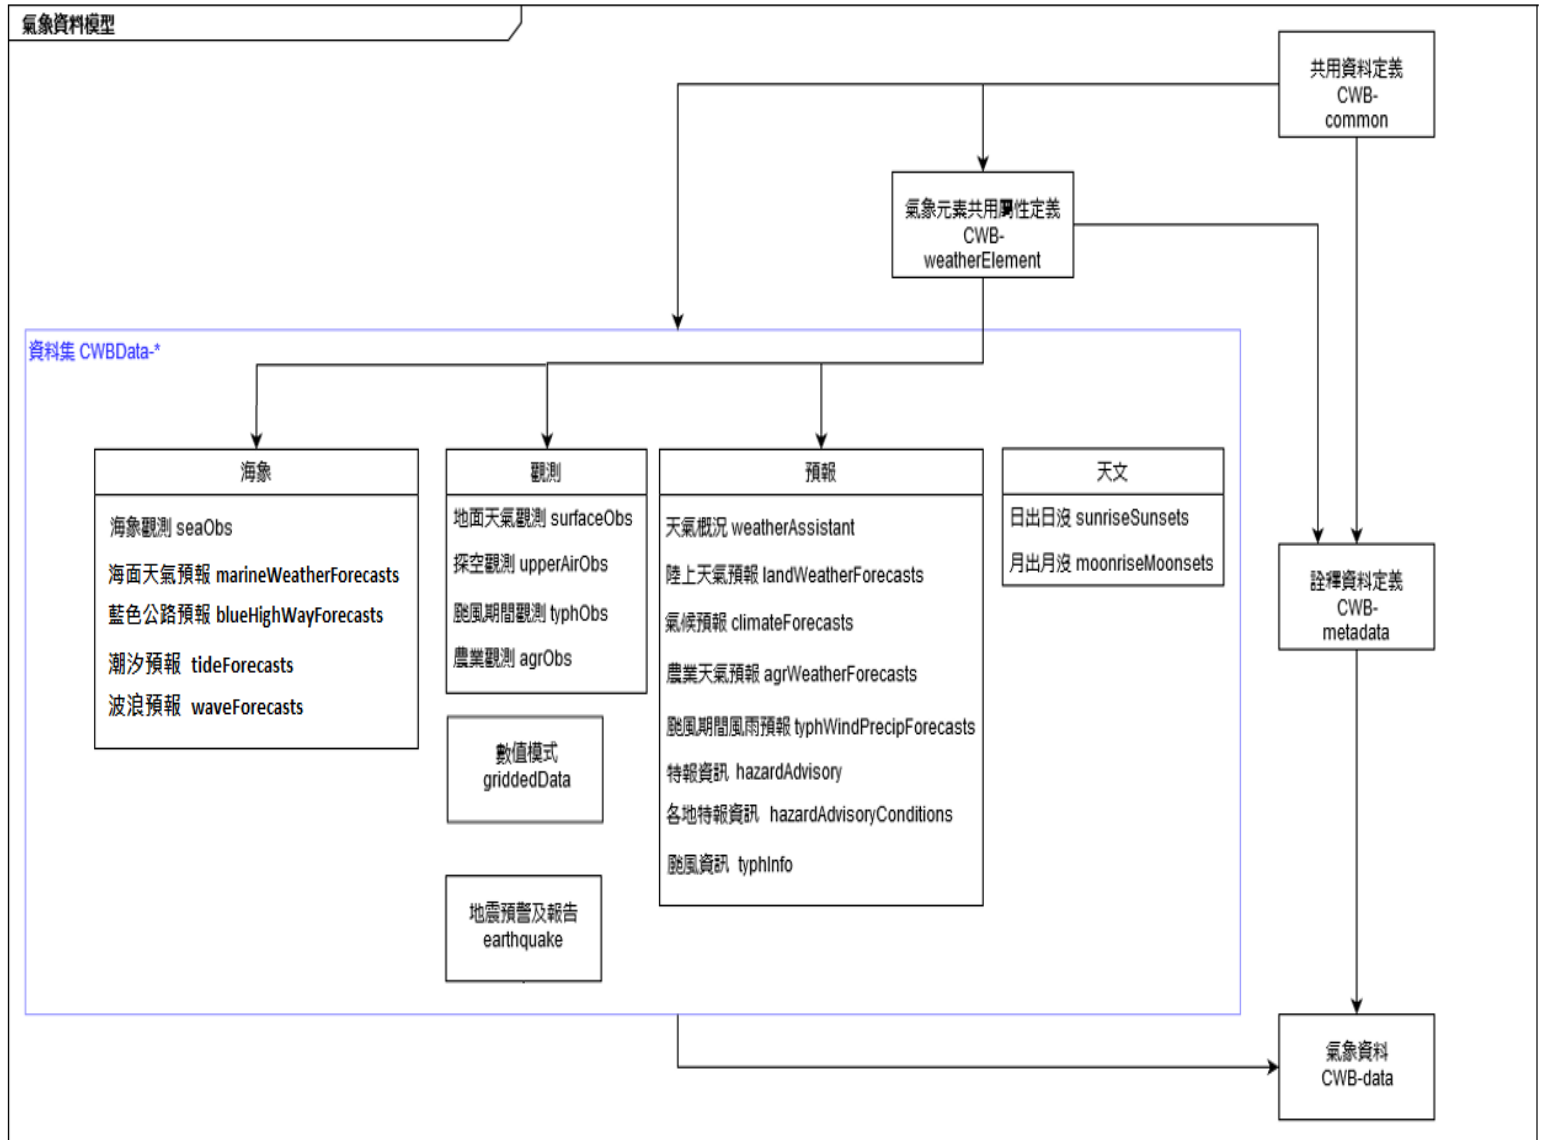 氣象資料模型
共用資料定義
CWB-
common
氣象元素共用屬性定義
CWB-
weatherElement
資料集 CWBData-*
海象
海象觀測 seaObs
海面天氣預報 marineWeatherForecasts
藍色公路預報 blueHighWayForecasts
潮汐預報 tideForecasts
波浪預報 waveForecasts
觀測
地面天氣觀測 surfaceObs
探空觀測 upperAirObs
颱風期間觀測 typhObs
農業觀測 agrObs
數值模式
griddedData
地震預警及報告
earthquake
預報
天氣概況 weatherAssistant
陸上天氣預報 landWeatherForecasts
氣候預報 climateForecasts
農業天氣預報 agrWeatherForecasts
颱風期間風雨預報 typhWindPrecipForecasts
特報資訊 hazardAdvisory
各地特報資訊 hazardAdvisoryConditions
颱風資訊 typhInfo
天文
日出日沒 sunriseSunsets
月出月沒 moonriseMoonsets
詮釋資料定義
CWB-
metadata
氣象資料
CWB-data